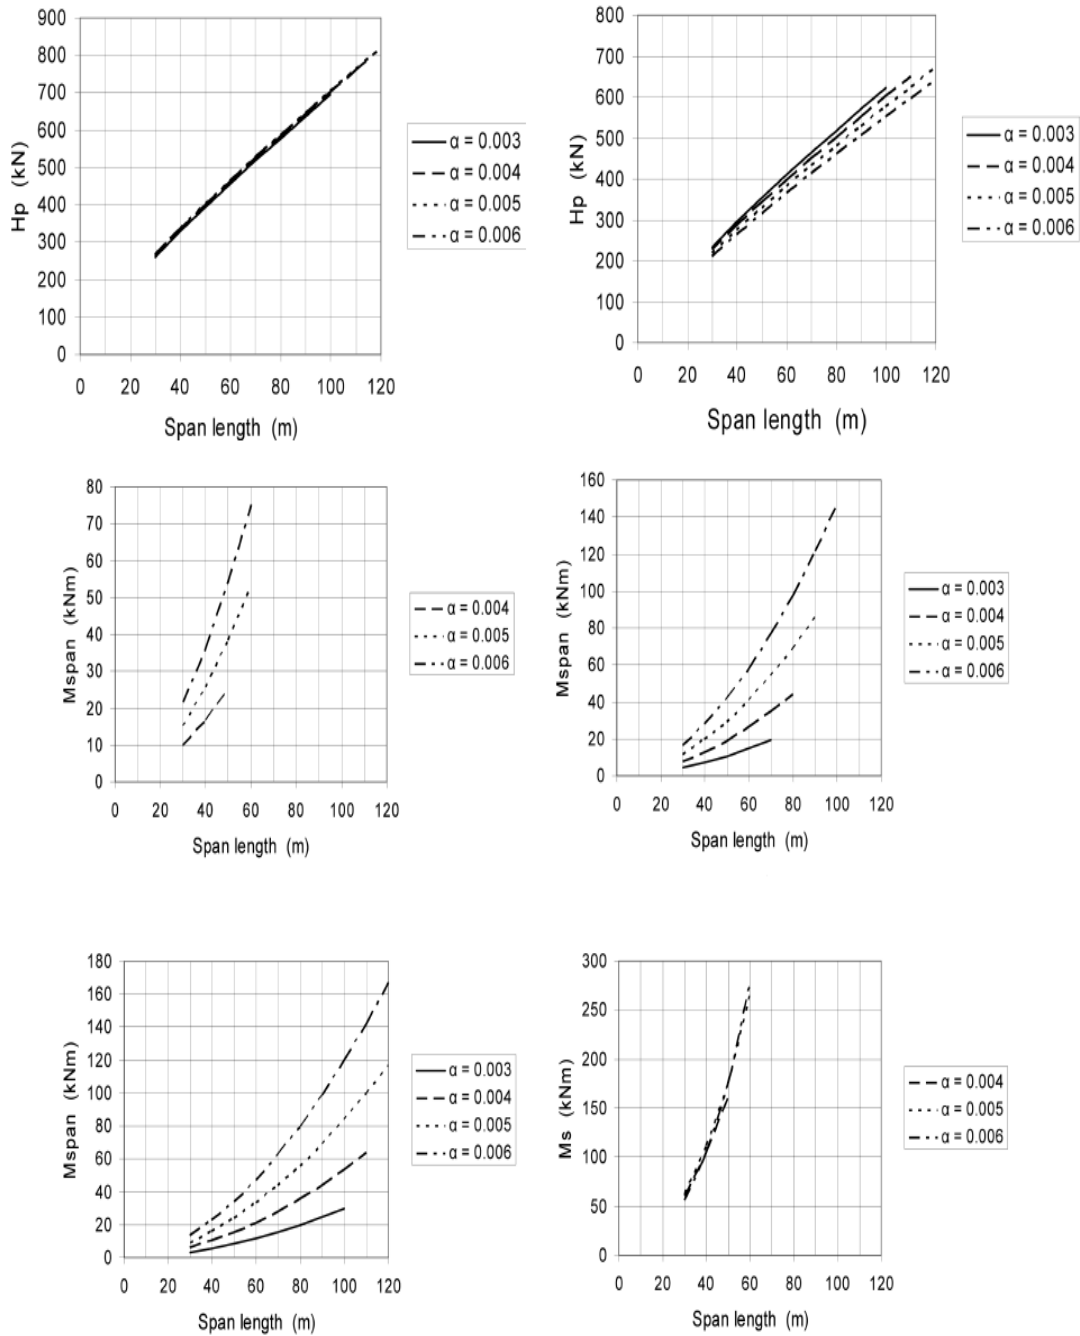 900
800
700
600
500
400
300
200
100
0
Hp (kN)
0 20 40 60 80 100 120
Span length (m)
α = 0.003
α = 0.004
α = 0.005
α = 0.006
800
700
600
500
400
300
200
100
0
Hp (kN)
0 20 40 60 80 100 120
Span length (m)
α = 0.003
α = 0.004
α = 0.005
α = 0.006
80
70
60
50
40
30
20
10
0
Mspan (kNm)
0 20 40 60 80 100 120
Span length (m)
α = 0.004
α = 0.005
α = 0.006
160
140
120
100
80
60
40
20
0
Mspan (kNm)
0 20 40 60 80 100 120
Span length (m)
α = 0.003
α = 0.004
α = 0.005
α = 0.006
180
160
140
120
100
80
60
40
20
0
Mspan (kNm)
0 20 40 60 80 100 120
Span length (m)
α = 0.003
α = 0.004
α = 0.005
α = 0.006
300
250
200
150
100
50
0
Ms (kNm)
0 20 40 60 80 100 120
Span length (m)
α = 0.004
α = 0.005
α = 0.006